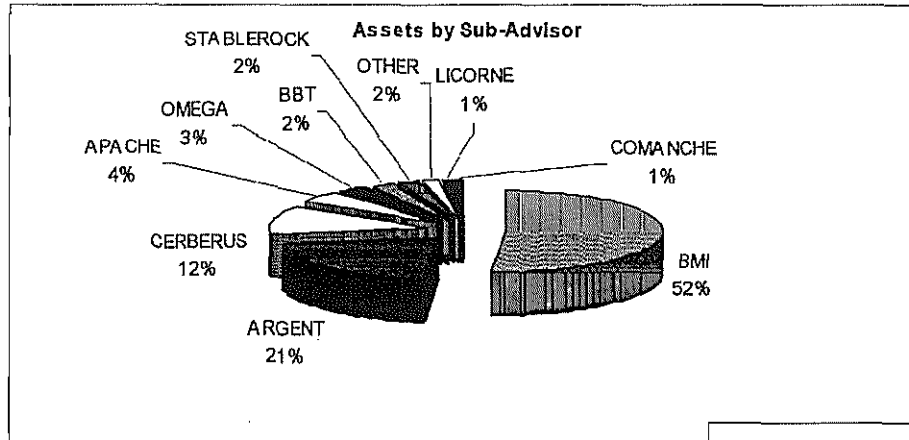 Assets by Sub-Advisor
STABLEROCK
2%
OTHER
2%
LICORNE
1%
BBT
2%
OMEGA
3%
APACHE
4%
COMANCHE
1%
CERBERUS
12%
BMI
52%
ARGENT
21%